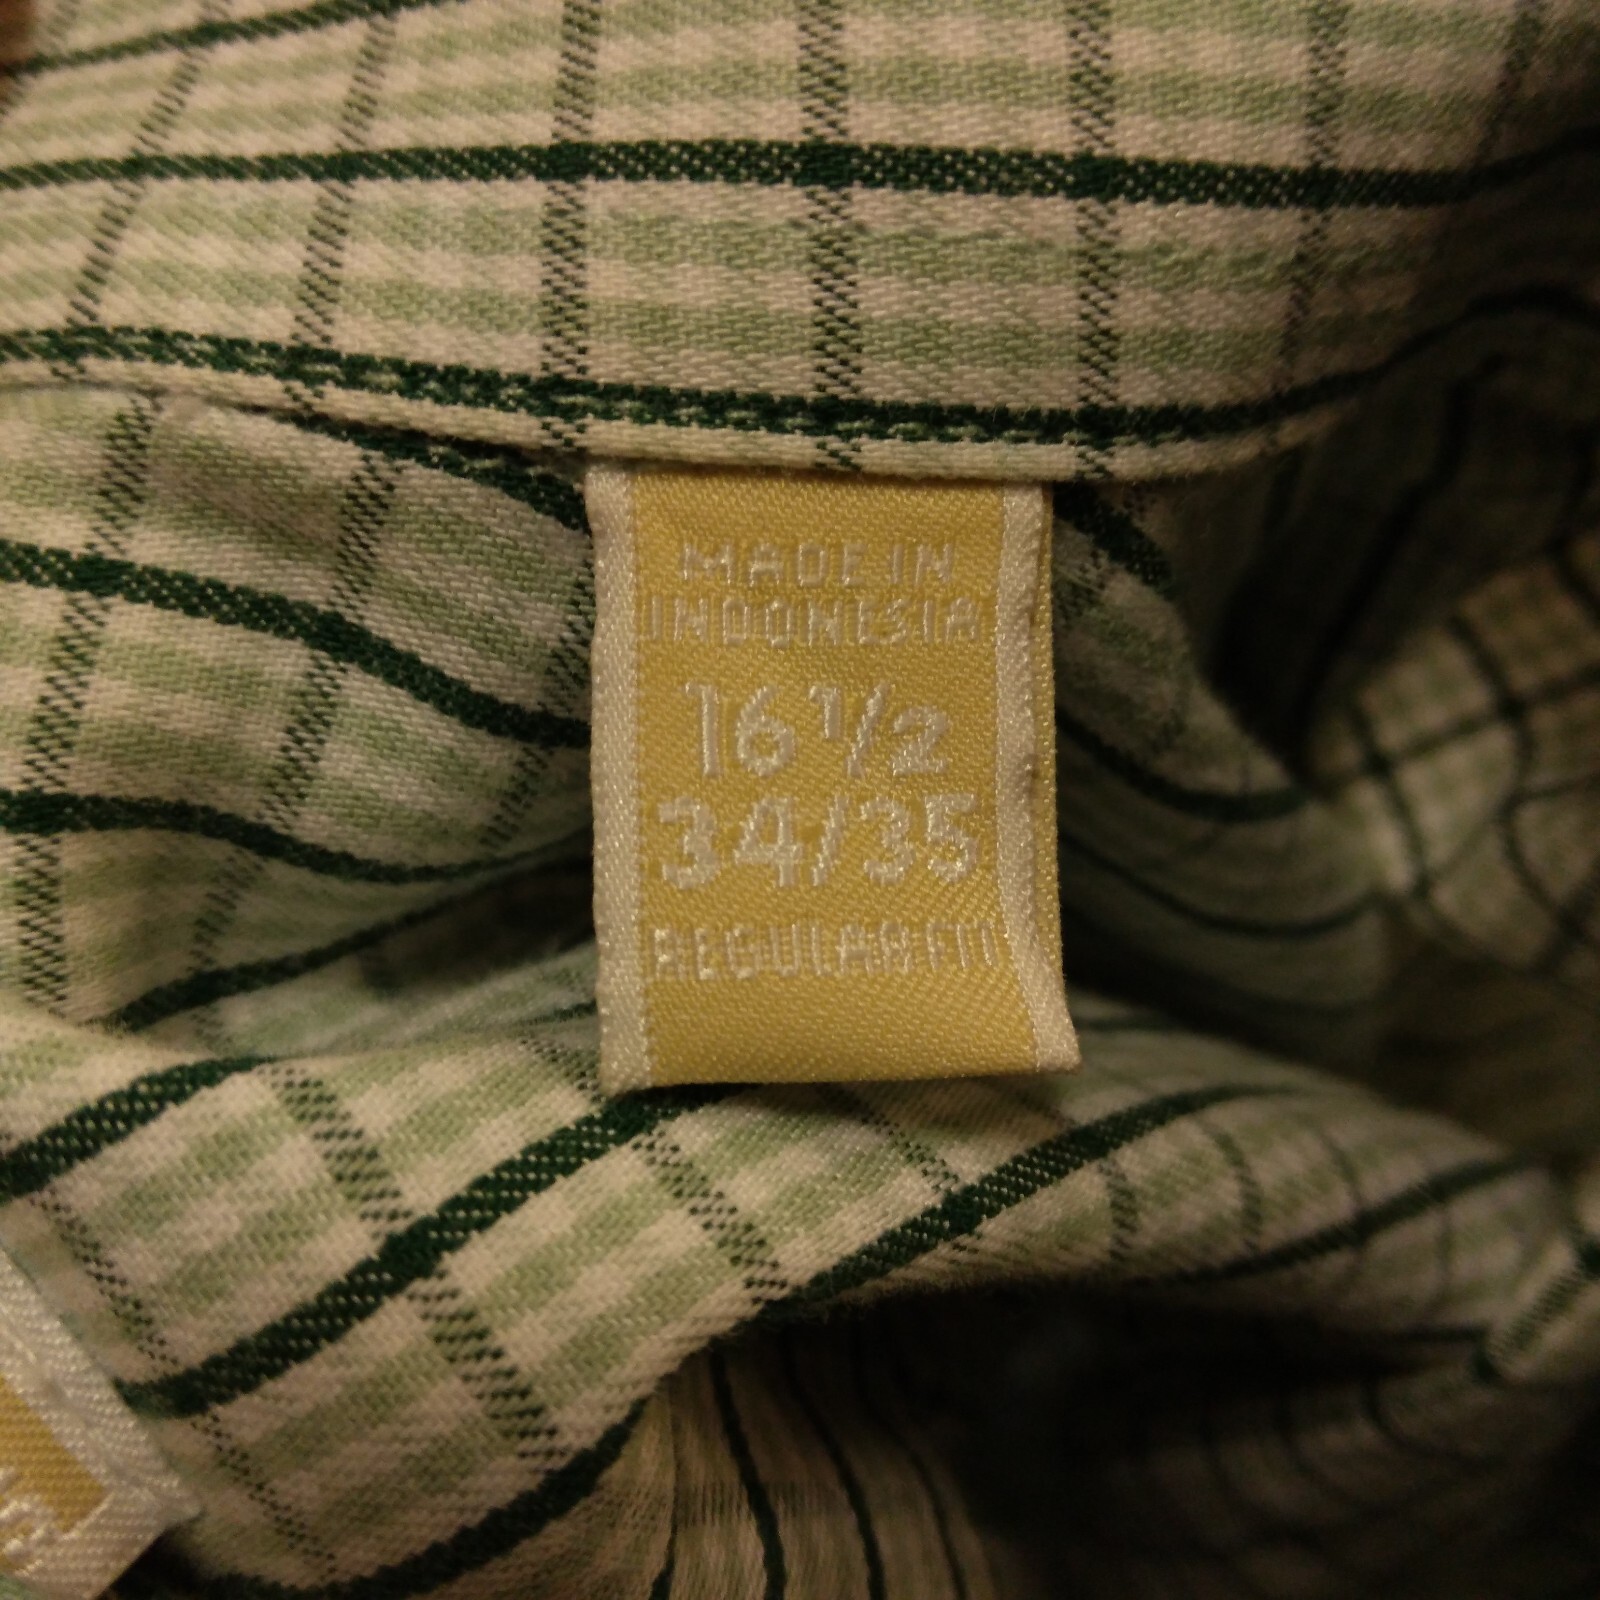 MADE IN
INDONESIA
16 1/2
34/35
REGULAR FIT